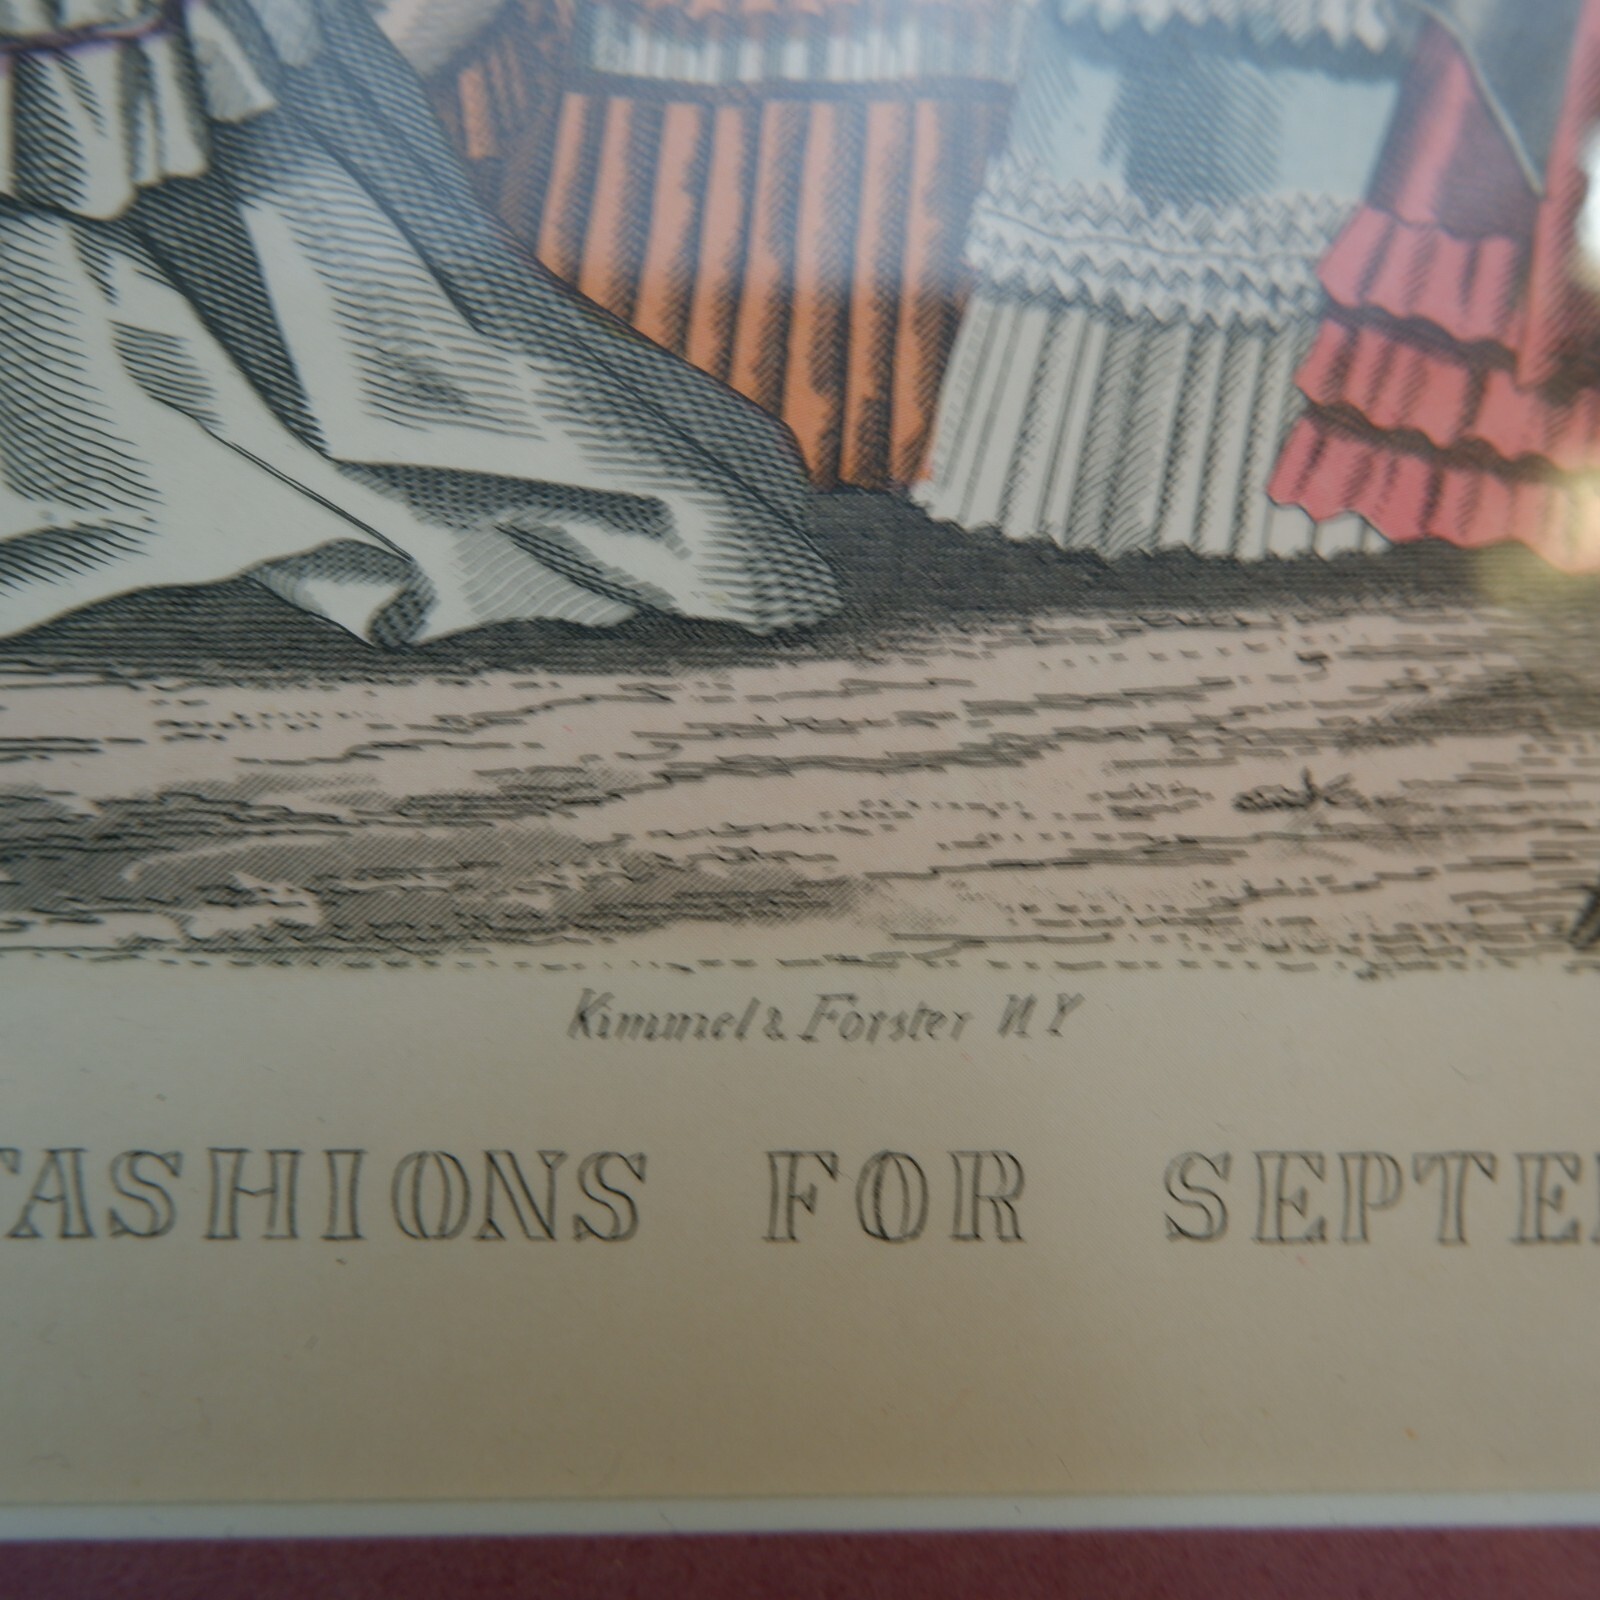 Kimmel & Forster N Y
FASHIONS FOR SEPTE